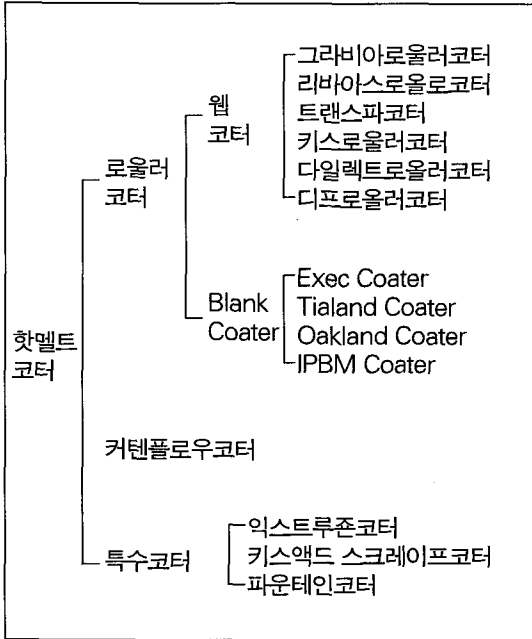 핫멜트
코터
로울러
코터
웹
코터
그라비아로울러코터
리바아스로올로코터
트랜스파코터
키스로울러코터
다일렉트로올러코터
디프로올러코터
Blank
Coater
Exec Coater
Tialand Coater
Oakland Coater
IPBM Coater
커텐플로우코터
특수코터
익스트루죤코터
키스액드 스크레이프코터
파운테인코터